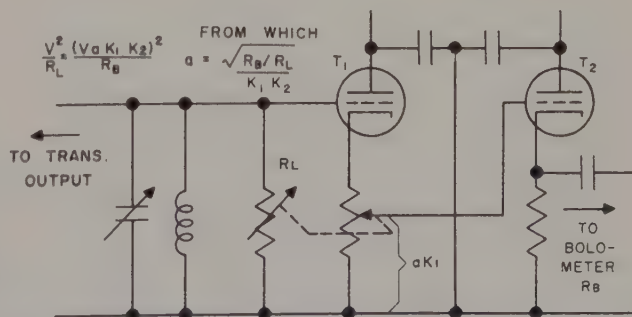 V²/R_L = (V a K₁ K₂)²/R_B
FROM WHICH
a = √(R_B/R_L)/(K₁ K₂)
T₁
T₂
TO TRANS.
OUTPUT
R_L
aK₁
TO
BOLO-
METER
R_B